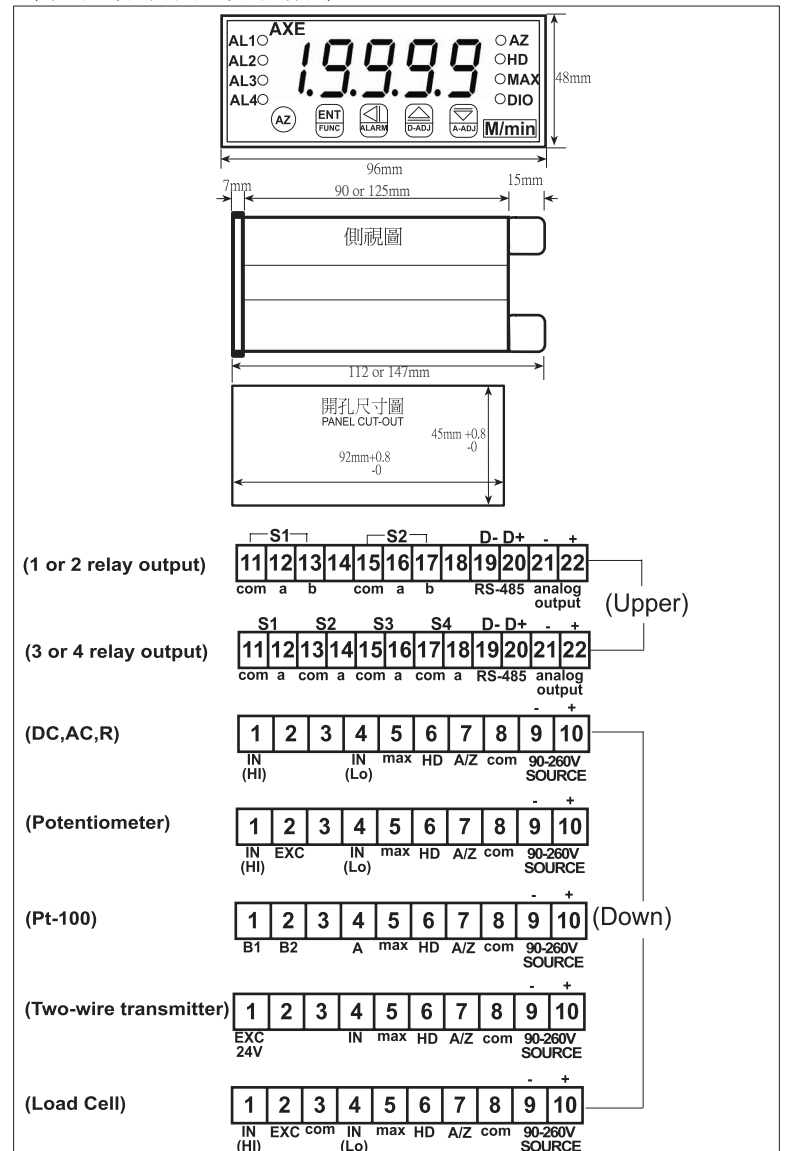 AXE
AL1 AZ
AL2 HD
AL3 MAX
AL4 DIO
1.9.9.9.9
48mm
AZ ENT FUNC ALARM D-ADJ A-ADJ M/min
96mm
7mm 90 or 125mm 15mm
側視圖
112 or 147mm
開孔尺寸圖
PANEL CUT-OUT
45mm +0.8
-0
92mm+0.8
-0
S1 S2 D- D+ - +
(1 or 2 relay output) 11 12 13 14 15 16 17 18 19 20 21 22
com a b com a b RS-485 analog
output
(Upper)
S1 S2 S3 S4 D- D+ - +
(3 or 4 relay output) 11 12 13 14 15 16 17 18 19 20 21 22
com a com a com a com a RS-485 analog
output
- +
(DC,AC,R) 1 2 3 4 5 6 7 8 9 10
IN IN max HD A/Z com 90-260V
(HI) (Lo) SOURCE
- +
(Potentiometer) 1 2 3 4 5 6 7 8 9 10
IN EXC IN max HD A/Z com 90-260V
(HI) (Lo) SOURCE
- +
(Pt-100) 1 2 3 4 5 6 7 8 9 10 (Down)
B1 B2 A max HD A/Z com 90-260V
SOURCE
- +
(Two-wire transmitter) 1 2 3 4 5 6 7 8 9 10
EXC IN max HD A/Z com 90-260V
24V SOURCE
- +
(Load Cell) 1 2 3 4 5 6 7 8 9 10
IN EXC com IN max HD A/Z com 90-260V
(HI) (Lo) SOURCE